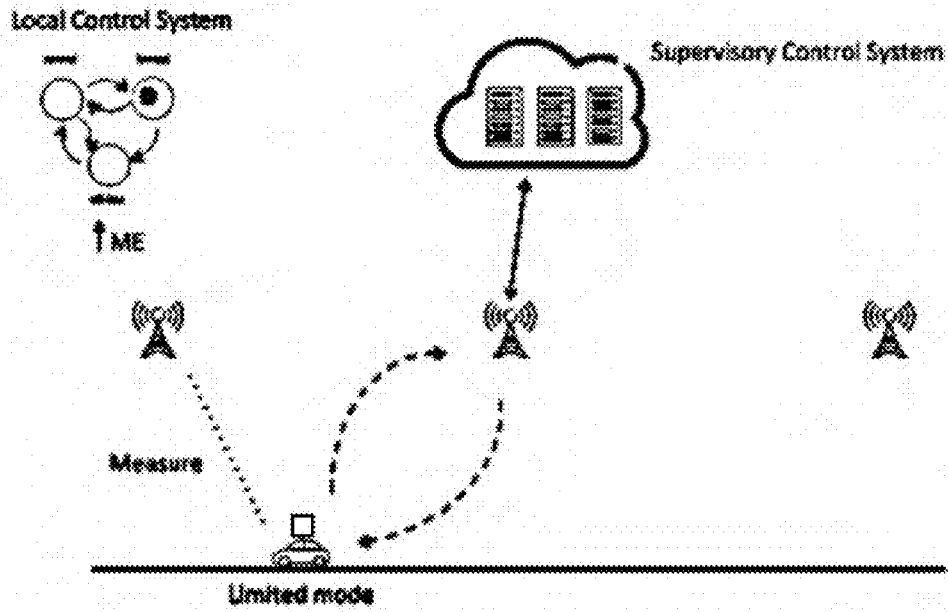 Local Control System
Supervisory Control System
ME
Measure
Limited mode